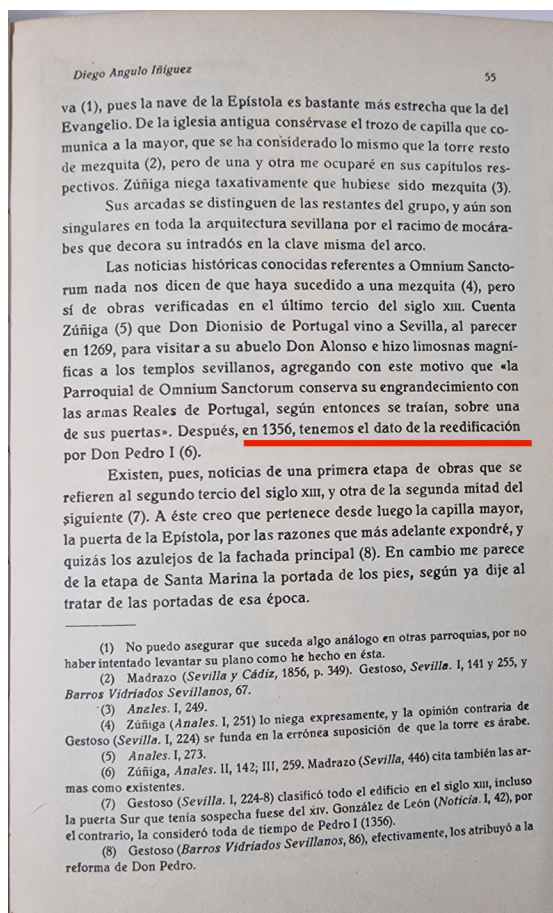 Diego Angulo Iñiguez
55
va (1), pues la nave de la Epístola es bastante más estrecha que la del
Evangelio. De la iglesia antigua consérvase el trozo de capilla que co-
munica a la mayor, que se ha considerado lo mismo que la torre resto
de mezquita (2), pero de una y otra me ocuparé en sus capítulos res-
pectivos. Zúñiga niega taxativamente que hubiese sido mezquita (3).
Sus arcadas se distinguen de las restantes del grupo, y aún son
singulares en toda la arquitectura sevillana por el racimo de mocára-
bes que decora su intradós en la clave misma del arco.
Las noticias históricas conocidas referentes a Omnium Sancto-
rum nada nos dicen de que haya sucedido a una mezquita (4), pero
sí de obras verificadas en el último tercio del siglo XIII. Cuenta
Zúñiga (5) que Don Dionisio de Portugal vino a Sevilla, al parecer
en 1269, para visitar a su abuelo Don Alonso e hizo limosnas magní-
ficas a los templos sevillanos, agregando con este motivo que «la
Parroquial de Omnium Sanctorum conserva su engrandecimiento con
las armas Reales de Portugal, según entonces se traían, sobre una
de sus puertas». Después, en 1356, tenemos el dato de la reedificación
por Don Pedro I (6).
Existen, pues, noticias de una primera etapa de obras que se
refieren al segundo tercio del siglo XIII, y otra de la segunda mitad del
siguiente (7). A éste creo que pertenece desde luego la capilla mayor,
la puerta de la Epístola, por las razones que más adelante expondré, y
quizás los azulejos de la fachada principal (8). En cambio me parece
de la etapa de Santa Marina la portada de los pies, según ya dije al
tratar de las portadas de esa época.
(1) No puedo asegurar que suceda algo análogo en otras parroquias, por no
haber intentado levantar su plano como he hecho en ésta.
(2) Madrazo (Sevilla y Cádiz, 1856, p. 349). Gestoso, Sevilla. I, 141 y 255, y
Barros Vidriados Sevillanos, 67.
(3) Anales. I, 249.
(4) Zúñiga (Anales. I, 251) lo niega expresamente, y la opinión contraria de
Gestoso (Sevilla. I, 224) se funda en la errónea suposición de que la torre es árabe.
(5) Anales. I, 273.
(6) Zúñiga, Anales. II, 142; III, 259. Madrazo (Sevilla, 446) cita también las ar-
mas como existentes.
(7) Gestoso (Sevilla. I, 224-8) clasificó todo el edificio en el siglo XIII, incluso
la puerta Sur que tenía sospecha fuese del XIV. González de León (Noticia. I, 42), por
el contrario, la consideró toda de tiempo de Pedro I (1356).
(8) Gestoso (Barros Vidriados Sevillanos, 86), efectivamente, los atribuyó a la
reforma de Don Pedro.